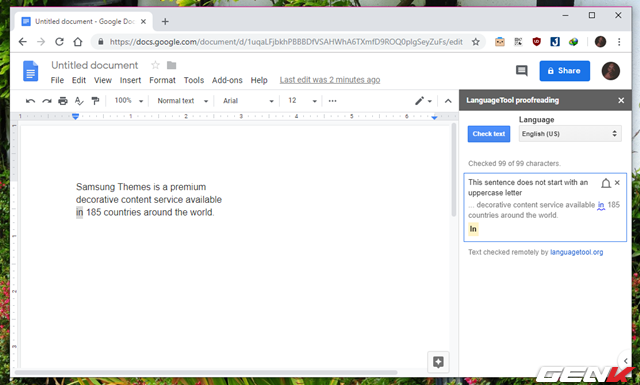 Untitled document - Google Doc
https://docs.google.com/document/d/1uqaLFjbkhPBBBDfVSAHWhA6TXmfD9ROQ0plgSeyZuFs/edit
Untitled document
File Edit View Insert Format Tools Add-ons Help Last edit was 2 minutes ago
Share
100% Normal text Arial 12
LanguageTool proofreading
Language
Check text English (US)
Checked 99 of 99 characters.
This sentence does not start with an
uppercase letter
... decorative content service available in 185
countries around the world.
In
Text checked remotely by languagetool.org
Samsung Themes is a premium
decorative content service available
in 185 countries around the world.
GENK